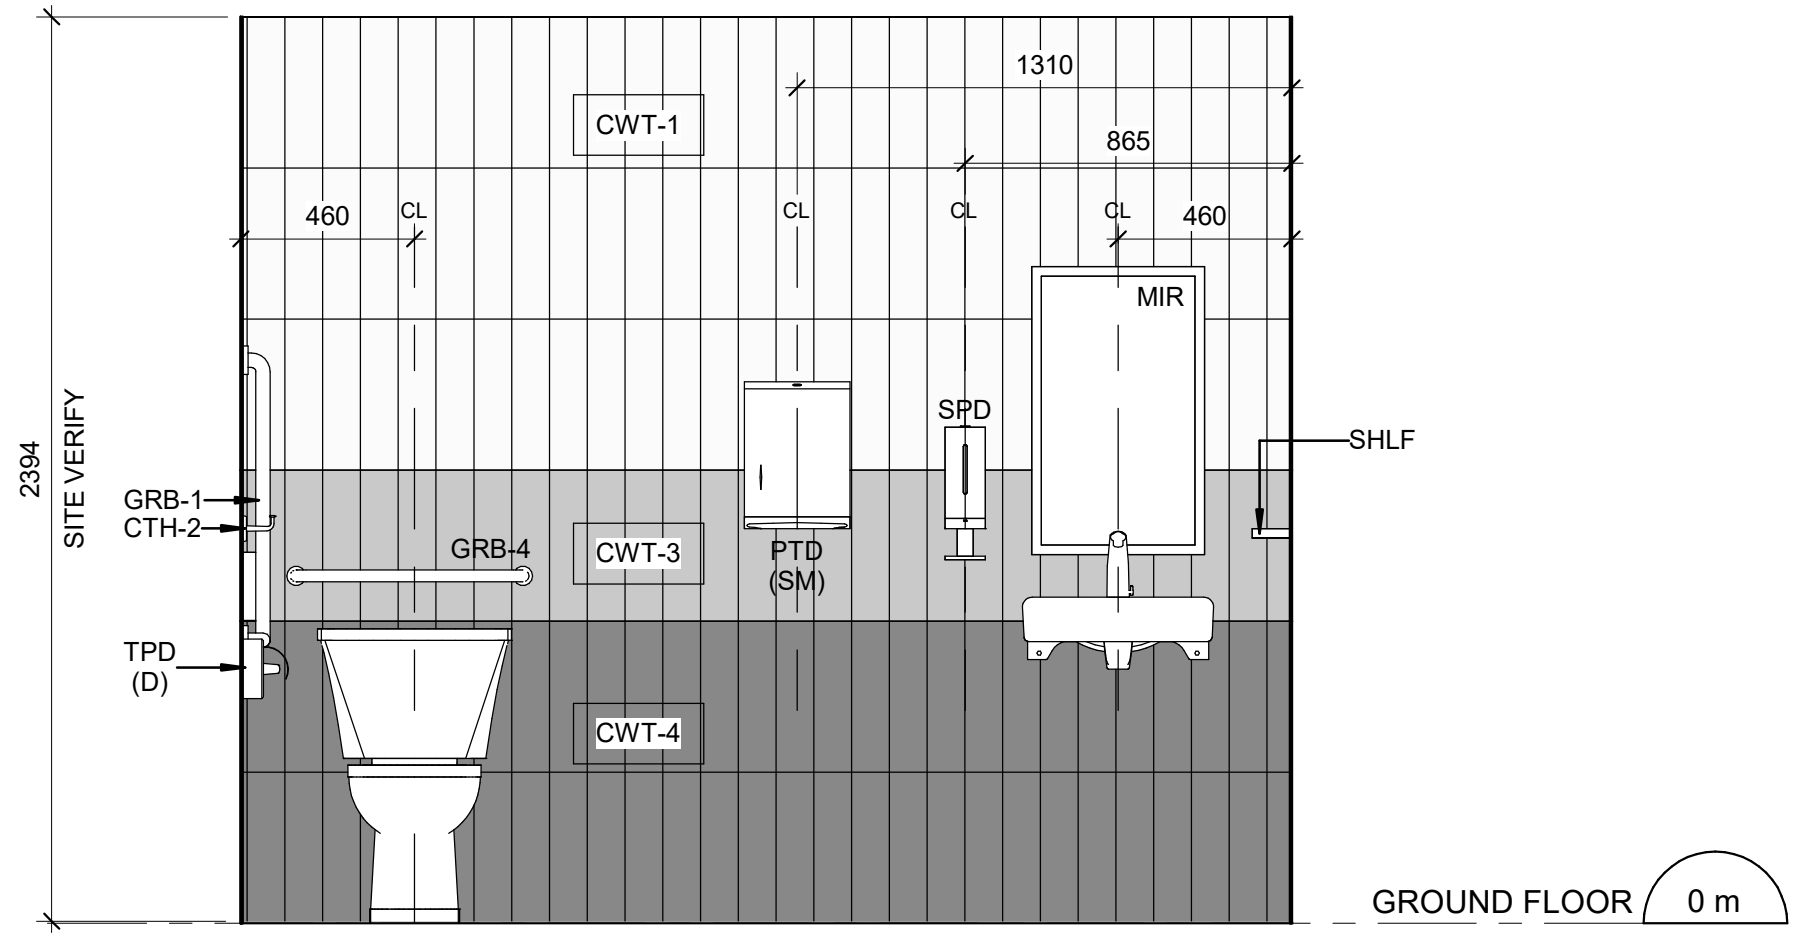 1310
CWT-1
865
460
CL
CL
CL
CL
460
MIR
SPD
SHLF
2394
SITE VERIFY
GRB-1
CTH-2
GRB-4
CWT-3
PTD
(SM)
TPD
(D)
CWT-4
GROUND FLOOR
0 m